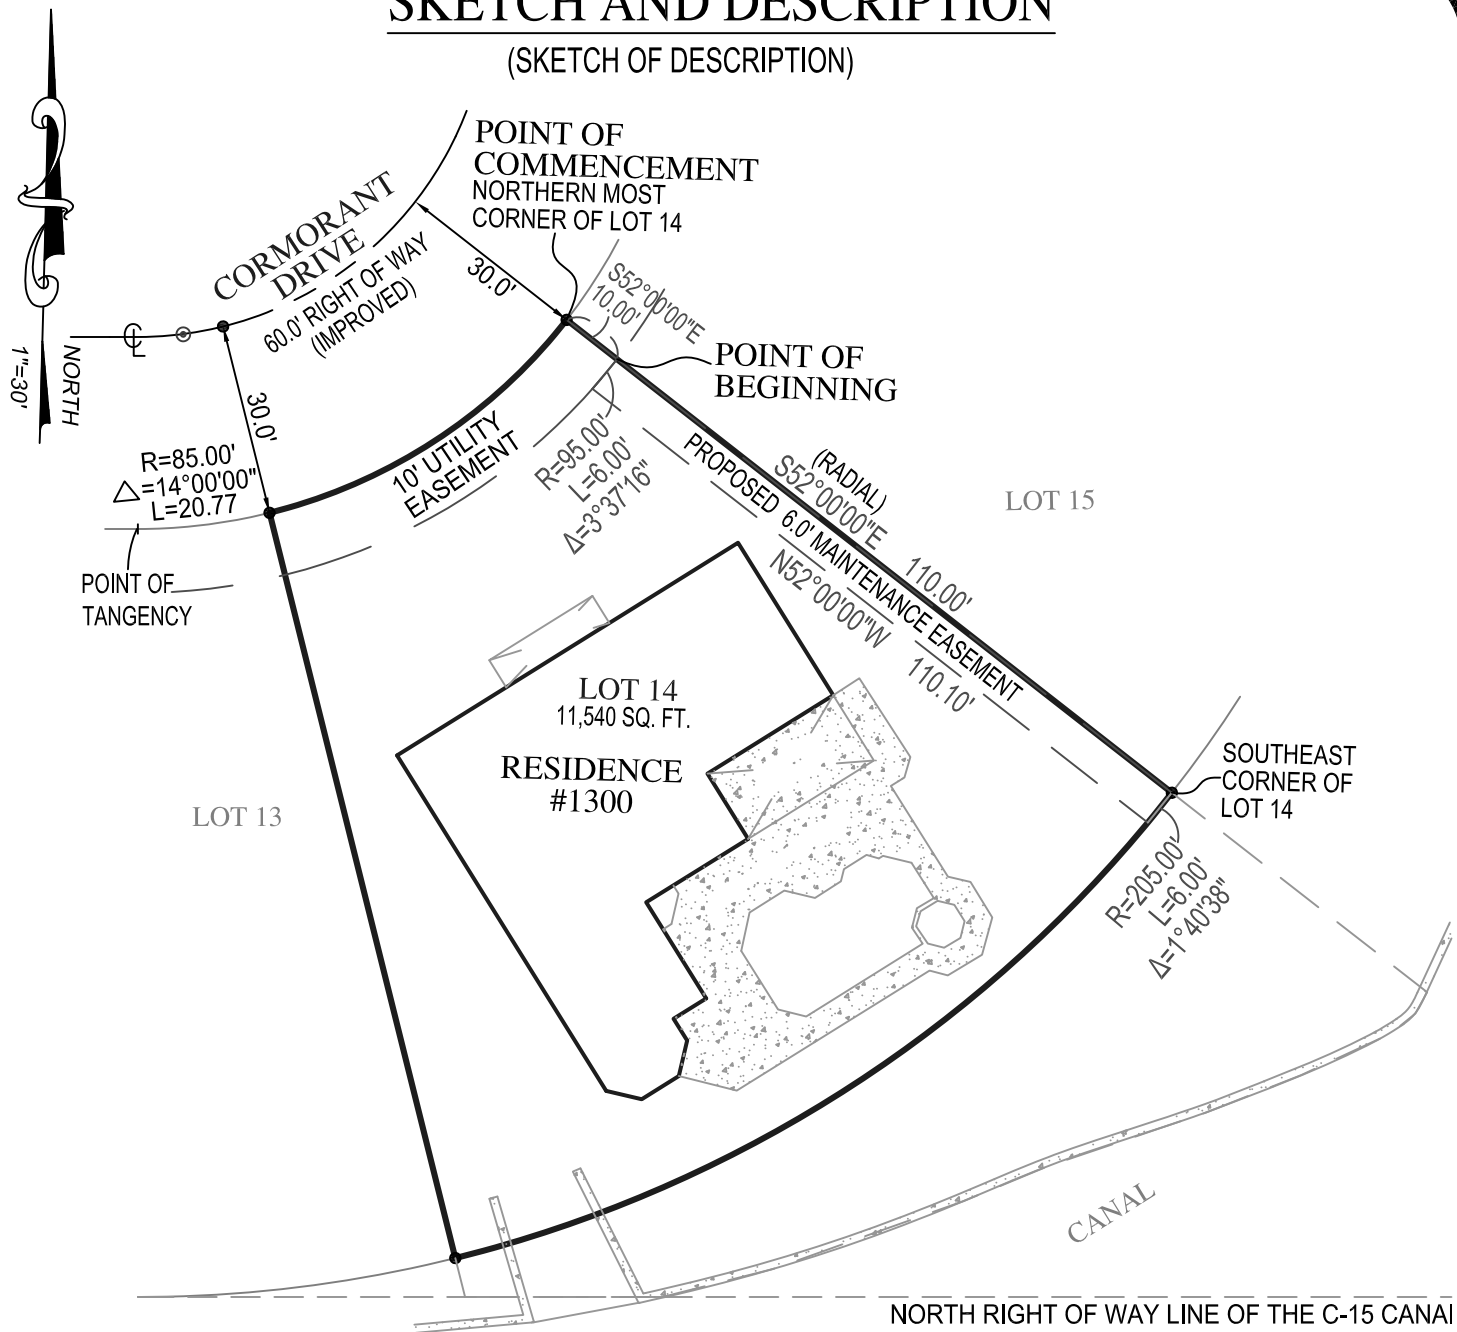 SKETCH AND DESCRIPTION
(SKETCH OF DESCRIPTION)
NORTH
1"=30'
CORMORANT
DRIVE
60.0' RIGHT OF WAY
(IMPROVED)
POINT OF
COMMENCEMENT
NORTHERN MOST
CORNER OF LOT 14
30.0'
S52°00'00"E
10.00'
POINT OF
BEGINNING
30.0'
R=85.00'
△=14°00'00"
L=20.77
POINT OF
TANGENCY
10' UTILITY
EASEMENT
R=95.00'
L=6.00'
Δ=3°37'16"
(RADIAL)
S52°00'00"E 110.00'
PROPOSED 6.0' MAINTENANCE EASEMENT
N52°00'00"W 110.10'
LOT 15
LOT 14
11,540 SQ. FT.
RESIDENCE
#1300
LOT 13
SOUTHEAST
CORNER OF
LOT 14
R=205.00'
L=6.00'
Δ=1°40'38"
CANAL
NORTH RIGHT OF WAY LINE OF THE C-15 CANAL